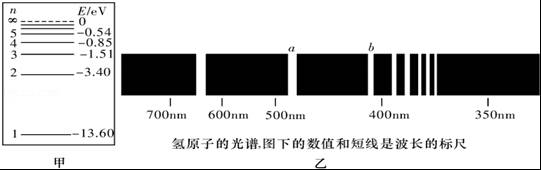 n E/eV
∞ 0
5 -0.54
4 -0.85
3 -1.51
2 -3.40
1 -13.60
甲
a b
700nm 600nm 500nm 400nm 350nm
氢原子的光谱.图下的数值和短线是波长的标尺
乙